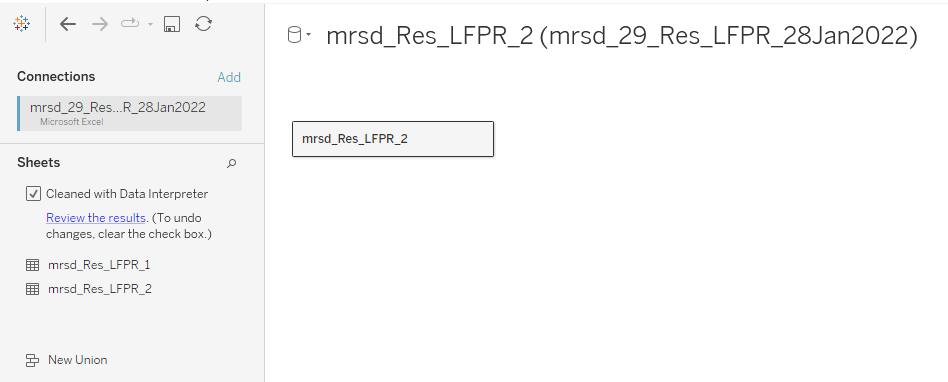 mrsd_Res_LFPR_2 (mrsd_29_Res_LFPR_28Jan2022)
Connections
Add
mrsd_29_Res...R_28Jan2022
Microsoft Excel
mrsd_Res_LFPR_2
Sheets
Cleaned with Data Interpreter
Review the results. (To undo
changes, clear the check box.)
mrsd_Res_LFPR_1
mrsd_Res_LFPR_2
New Union